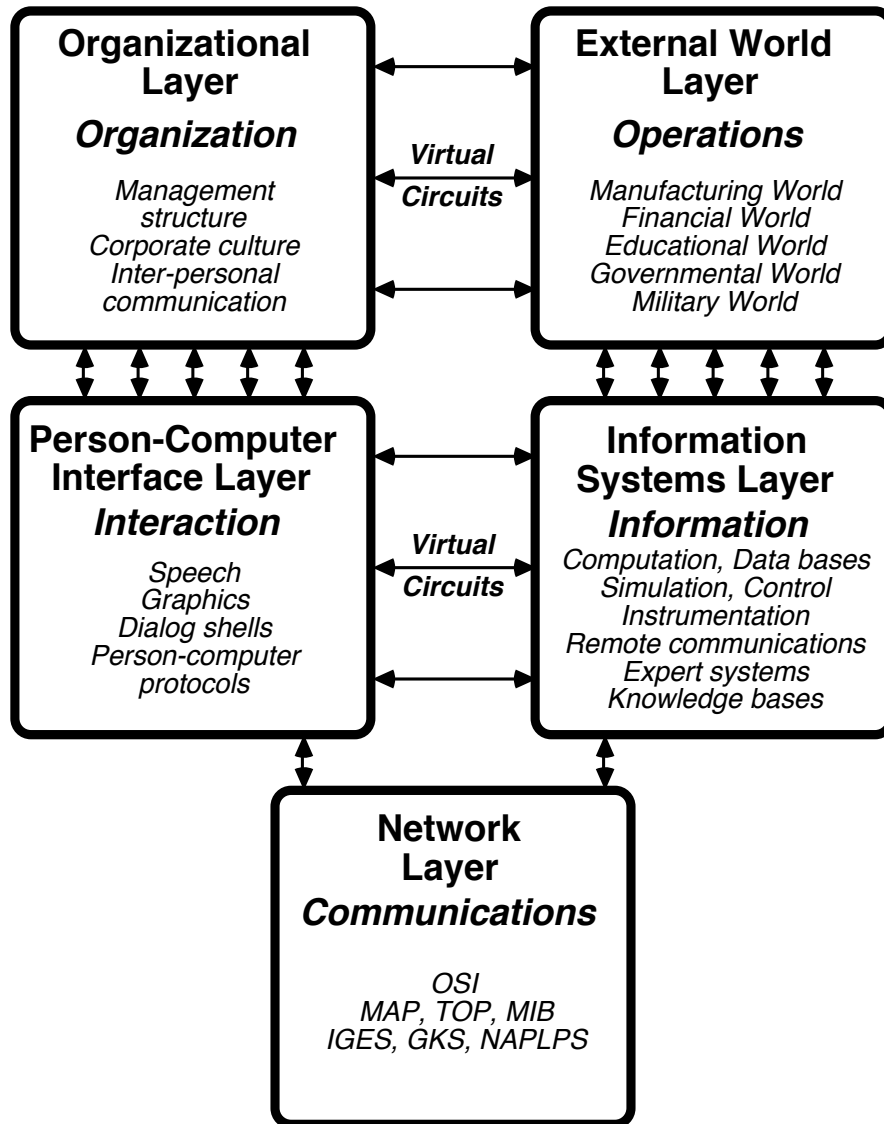 Organizational
Layer
Organization
Management
structure
Corporate culture
Inter-personal
communication
Virtual
Circuits
External World
Layer
Operations
Manufacturing World
Financial World
Educational World
Governmental World
Military World
Person-Computer
Interface Layer
Interaction
Speech
Graphics
Dialog shells
Person-computer
protocols
Virtual
Circuits
Information
Systems Layer
Information
Computation, Data bases
Simulation, Control
Instrumentation
Remote communications
Expert systems
Knowledge bases
Network
Layer
Communications
OSI
MAP, TOP, MIB
IGES, GKS, NAPLPS